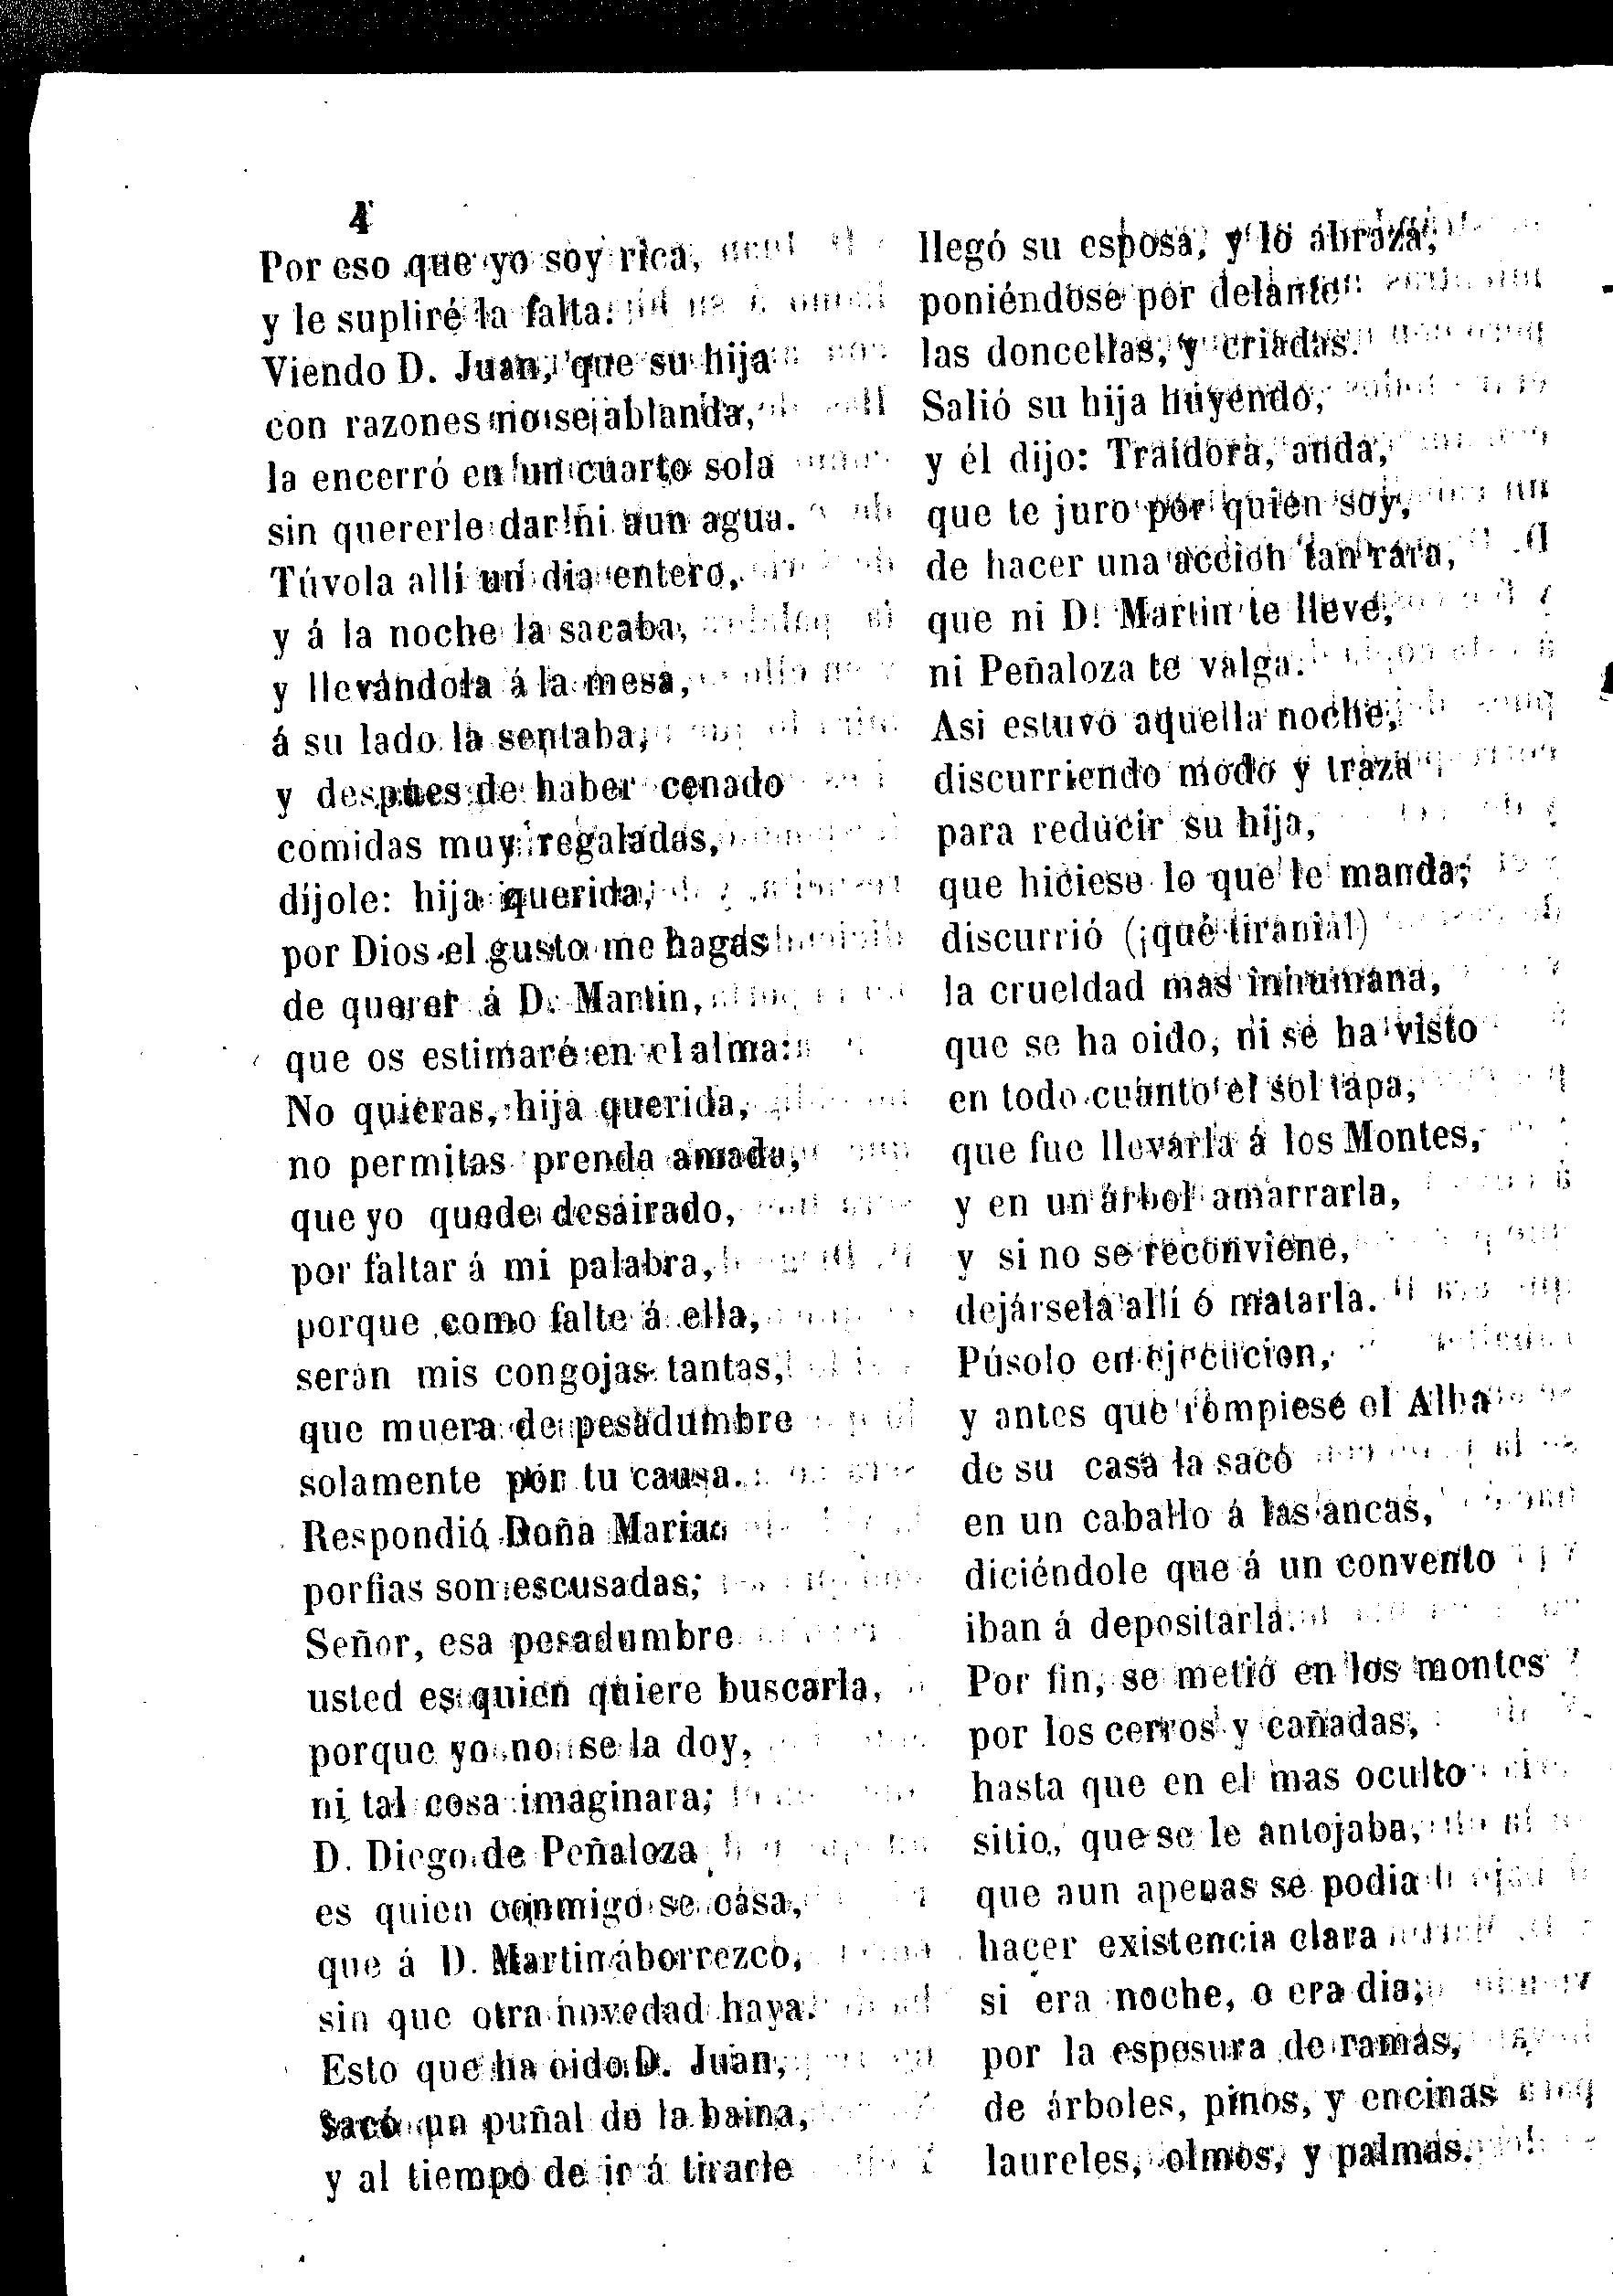 4
Por eso que yo soy rica,
y le supliré la falta.
Viendo D. Juan, que su hija
con razones no se ablanda,
la encerró en un cuarto sola
sin quererle dar ni aun agua.
Túvola allí un dia entero,
y á la noche la sacaba,
y llevándola á la mesa,
á su lado la sentaba,
y despues de haber cenado
comidas muy regaladas,
díjole: hija querida,
por Dios el gusto me hagas
de querer á D. Martin,
que os estimaré en el alma:
No quieras, hija querida,
no permitas prenda amada,
que yo quede desairado,
por faltar á mi palabra,
porque como falte á ella,
serán mis congojas tantas,
que muera de pesadumbre
solamente por tu causa.
Respondió Doña Maria:
porfias son escusadas;
Señor, esa pesadumbre
usted es quien quiere buscarla,
porque yo no se la doy,
ni tal cosa imaginara;
D. Diego de Peñaloza
es quien conmigo se casa,
que á D. Martin aborrezco,
sin que otra novedad haya.
Esto que ha oido D. Juan,
sacó un puñal de la baina,
y al tiempo de ir á tirarle
llegó su esposa, y lo abraza,
poniéndose por delante
las doncellas, y criadas.
Salió su hija huyendo,
y él dijo: Traidora, anda,
que te juro por quien soy,
de hacer una accion tan rara,
que ni D. Martin te lleve,
ni Peñaloza te valga.
Asi estuvo aquella noche,
discurriendo modo y traza
para reducir su hija,
que hiciese lo que le manda;
discurrió (¡qué tirania!)
la crueldad mas inhumana,
que se ha oido, ni se ha visto
en todo cuanto el sol tapa,
que fue llevarla á los Montes,
y en un árbol amarrarla,
y si no se reconviene,
dejársela allí ó matarla.
Púsolo en ejecucion,
y antes que rompiese el Alba
de su casa la sacó
en un caballo á las ancas,
diciéndole que á un convento
iban á depositarla.
Por fin, se metió en los montes
por los cerros y cañadas,
hasta que en el mas oculto
sitio, que se le antojaba,
que aun apenas se podia
hacer existencia clara
si era noche, o era dia,
por la espesura de ramas,
de árboles, pinos, y encinas
laureles, olmos, y palmas.